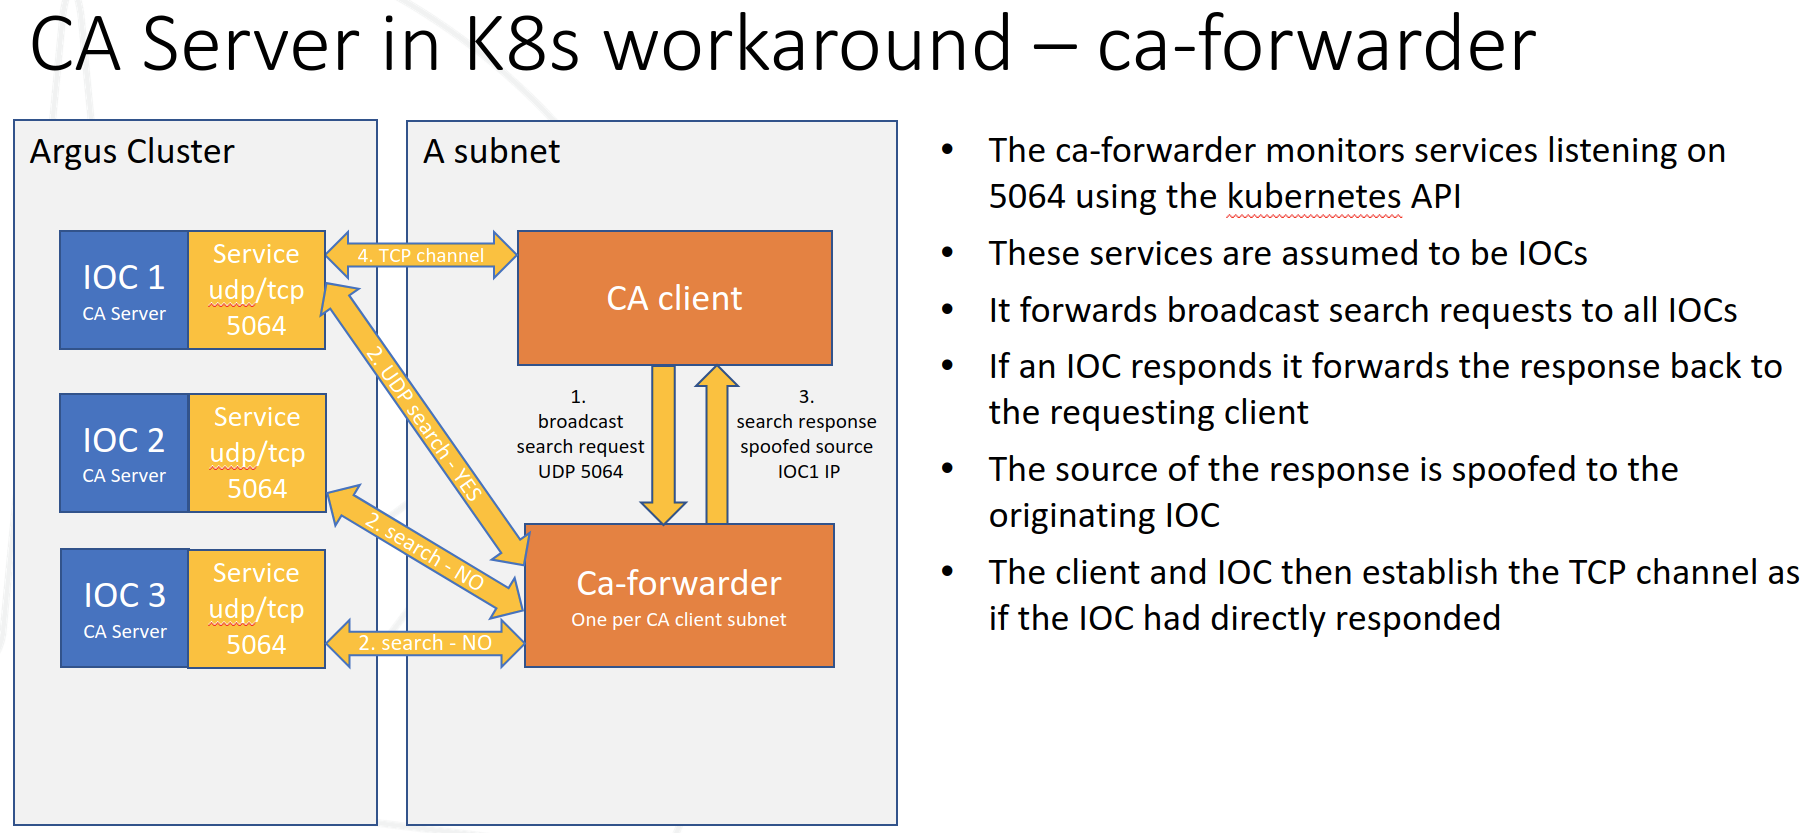 CA Server in K8s workaround – ca-forwarder
Argus Cluster
IOC 1
CA Server
Service
udp/tcp
5064
IOC 2
CA Server
Service
udp/tcp
5064
IOC 3
CA Server
Service
udp/tcp
5064
4. TCP channel
2. UDP search - YES
2. search - NO
2. search - NO
A subnet
CA client
1.
broadcast
search request
UDP 5064
3.
search response
spoofed source
IOC1 IP
Ca-forwarder
One per CA client subnet
• The ca-forwarder monitors services listening on
5064 using the kubernetes API
• These services are assumed to be IOCs
• It forwards broadcast search requests to all IOCs
• If an IOC responds it forwards the response back to
the requesting client
• The source of the response is spoofed to the
originating IOC
• The client and IOC then establish the TCP channel as
if the IOC had directly responded